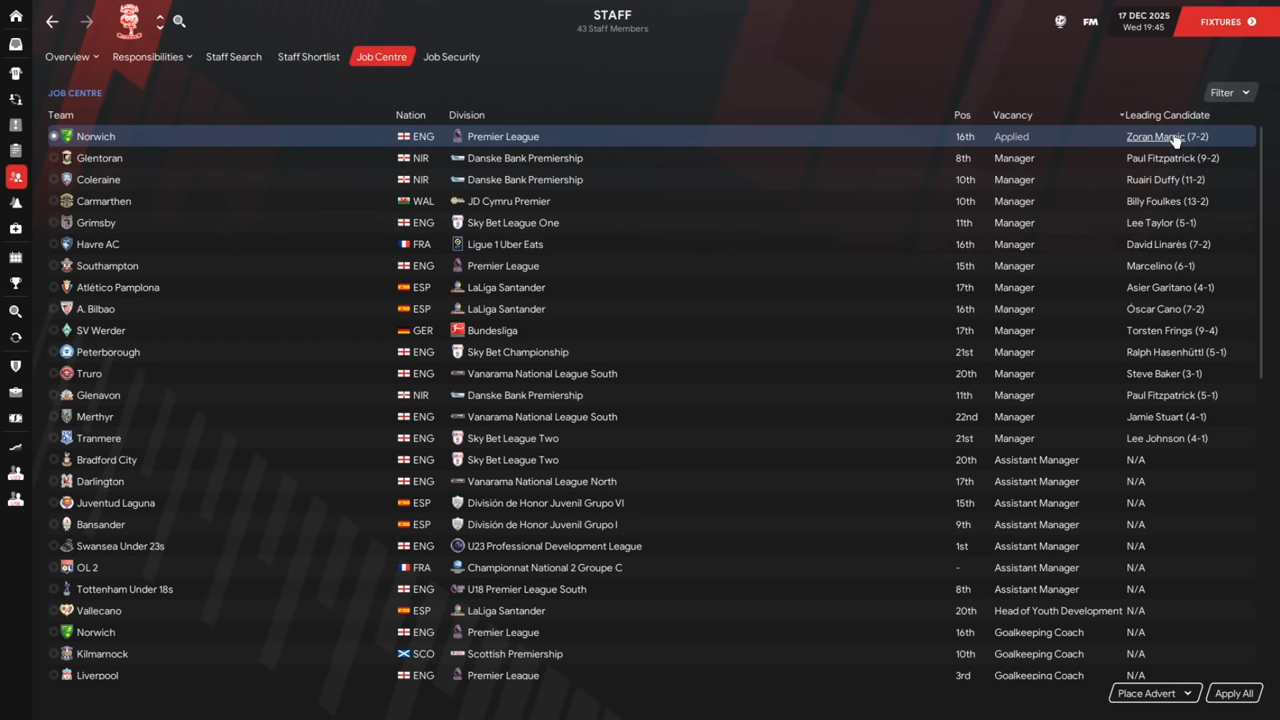 STAFF
43 Staff Members
FM
17 DEC 2025
Wed 19:45
FIXTURES
Overview Responsibilities Staff Search Staff Shortlist Job Centre Job Security
JOB CENTRE
Filter
Team Nation Division Pos Vacancy Leading Candidate
Norwich ENG Premier League 16th Applied Zoran (7-2)
Glentoran NIR Danske Bank Premiership 8th Manager Paul Fitzpatrick (9-2)
Coleraine NIR Danske Bank Premiership 10th Manager Ruairi Duffy (11-2)
Carmarthen WAL JD Cymru Premier 10th Manager Billy Foulkes (13-2)
Grimsby ENG Sky Bet League One 11th Manager Lee Taylor (5-1)
Havre AC FRA Ligue 1 Uber Eats 16th Manager David Linarès (7-2)
Southampton ENG Premier League 15th Manager Marcelino (6-1)
Atlético Pamplona ESP LaLiga Santander 17th Manager Asier Garitano (4-1)
A. Bilbao ESP LaLiga Santander 16th Manager Óscar Cano (7-2)
SV Werder GER Bundesliga 17th Manager Torsten Frings (9-4)
Peterborough ENG Sky Bet Championship 21st Manager Ralph Hasenhüttl (5-1)
Truro ENG Vanarama National League South 20th Manager Steve Baker (3-1)
Glenavon NIR Danske Bank Premiership 11th Manager Paul Fitzpatrick (5-1)
Merthyr ENG Vanarama National League South 22nd Manager Jamie Stuart (4-1)
Tranmere ENG Sky Bet League Two 21st Manager Lee Johnson (4-1)
Bradford City ENG Sky Bet League Two 20th Assistant Manager N/A
Darlington ENG Vanarama National League North 17th Assistant Manager N/A
Juventud Laguna ESP División de Honor Juvenil Grupo VI 15th Assistant Manager N/A
Bansander ESP División de Honor Juvenil Grupo I 9th Assistant Manager N/A
Swansea Under 23s ENG U23 Professional Development League 1st Assistant Manager N/A
OL 2 FRA Championnat National 2 Groupe C - Assistant Manager N/A
Tottenham Under 18s ENG U18 Premier League South 8th Assistant Manager N/A
Vallecano ESP LaLiga Santander 20th Head of Youth Development N/A
Norwich ENG Premier League 16th Goalkeeping Coach N/A
Kilmarnock SCO Scottish Premiership 10th Goalkeeping Coach N/A
Liverpool ENG Premier League 3rd Goalkeeping Coach N/A
Place Advert Apply All